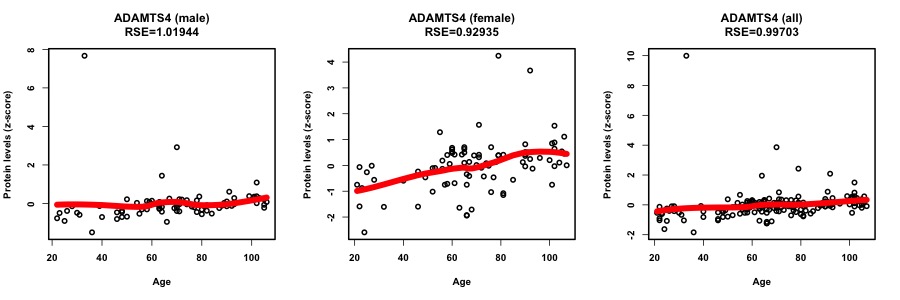 ADAMTS4 (male)
RSE=1.01944
Protein levels (z-score)
8
6
4
2
0
20 40 60 80 100
Age
ADAMTS4 (female)
RSE=0.92935
Protein levels (z-score)
4
3
2
1
0
-1
-2
20 40 60 80 100
Age
ADAMTS4 (all)
RSE=0.99703
Protein levels (z-score)
10
8
6
4
2
0
-2
20 40 60 80 100
Age